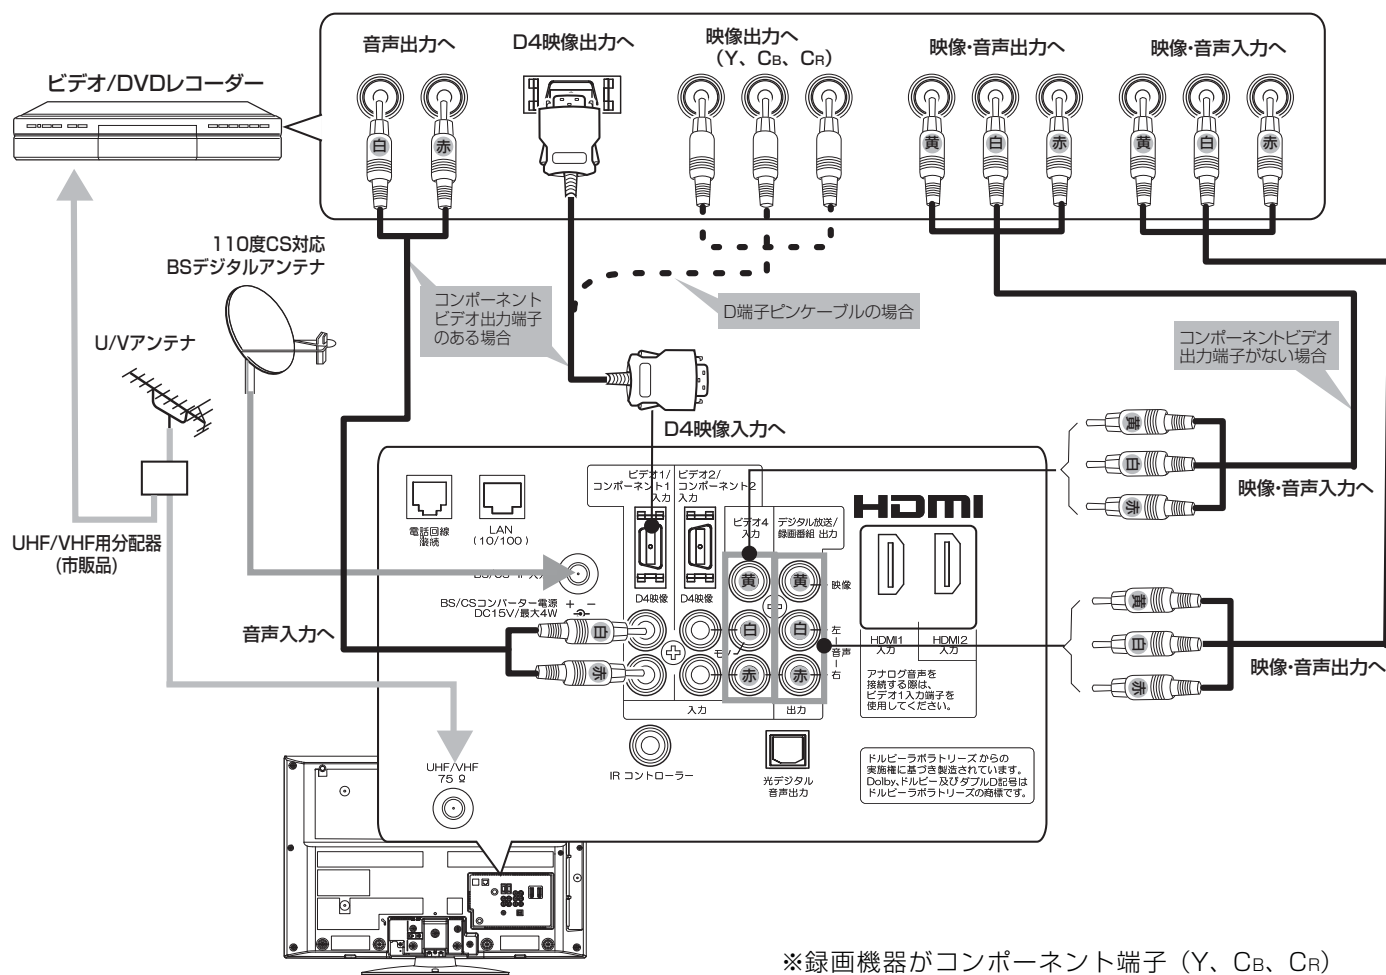 音声出力へ
D4映像出力へ
映像出力へ
(Y、CB、CR)
映像・音声出力へ
映像・音声入力へ
ビデオ/DVDレコーダー
白
赤
黄
白
赤
黄
白
赤
110度CS対応
BSデジタルアンテナ
コンポーネント
ビデオ出力端子
のある場合
D端子ピンケーブルの場合
コンポーネントビデオ
出力端子がない場合
U/Vアンテナ
D4映像入力へ
UHF/VHF用分配器
(市販品)
電話回線
接続
LAN
(10/100)
ビデオ1/
コンポーネント1
入力
ビデオ2/
コンポーネント2
入力
ビデオ4
入力
デジタル放送/
録画番組 出力
HDMI
黄
白
赤
映像・音声入力へ
BS/CS-IF入力
BS/CSコンバーター電源
DC15V/最大4W
+ −
D4映像
D4映像
黄
黄
映像
白
白
左
音声
右
モノ
赤
赤
入力
出力
音声入力へ
白
赤
HDMI1
入力
HDMI2
入力
アナログ音声を
接続する際は、
ビデオ1入力端子を
使用してください。
黄
白
赤
映像・音声出力へ
UHF/VHF
75 Ω
IR コントローラー
光デジタル
音声出力
ドルビーラボラトリーズからの
実施権に基づき製造されています。
Dolby、ドルビー及びダブルD記号は
ドルビーラボラトリーズの商標です。
※録画機器がコンポーネント端子（Y、CB、CR）